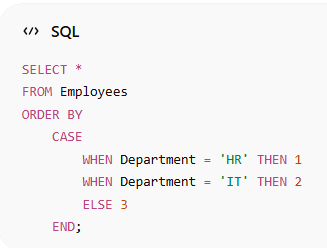 </> SQL
SELECT *
FROM Employees
ORDER BY
    CASE
        WHEN Department = 'HR' THEN 1
        WHEN Department = 'IT' THEN 2
        ELSE 3
    END;